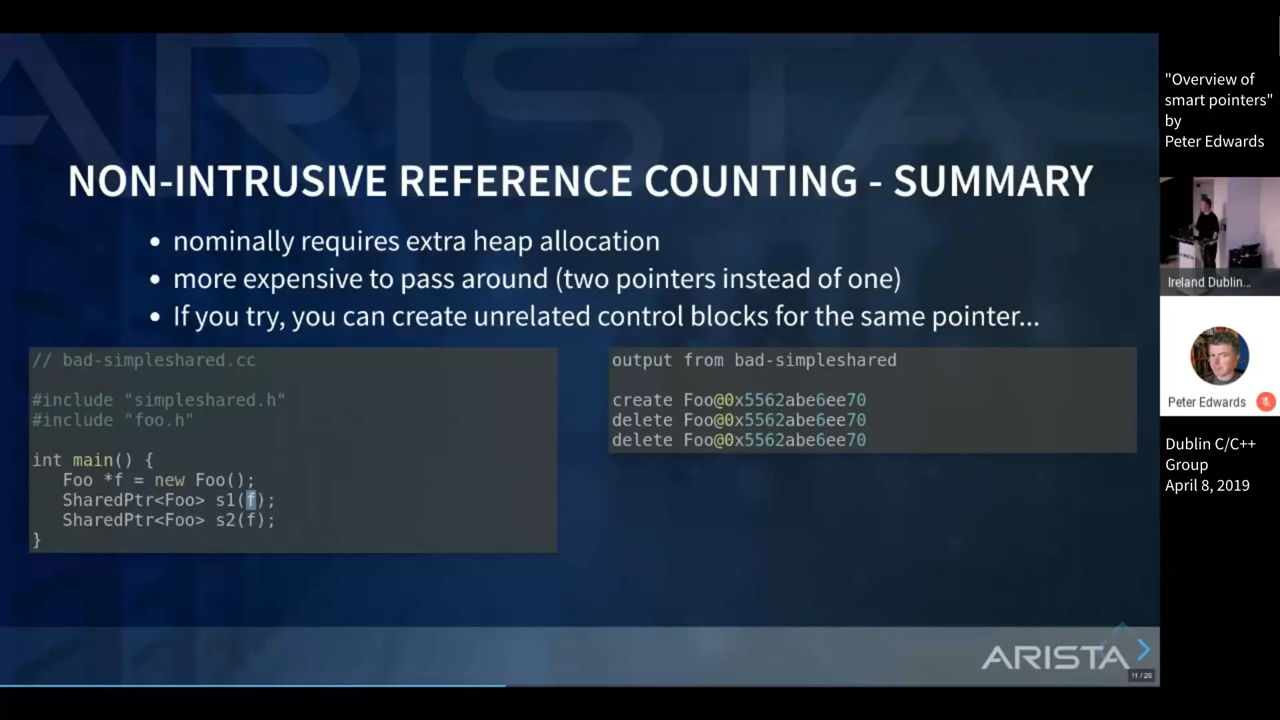 ARISTA
NON-INTRUSIVE REFERENCE COUNTING - SUMMARY
• nominally requires extra heap allocation
• more expensive to pass around (two pointers instead of one)
• If you try, you can create unrelated control blocks for the same pointer...
// bad-simpleshared.cc
#include "simpleshared.h"
#include "foo.h"
int main() {
Foo *f = new Foo();
SharedPtr<Foo> s1(f);
SharedPtr<Foo> s2(f);
}
output from bad-simpleshared
create Foo@0x5562abe6ee70
delete Foo@0x5562abe6ee70
delete Foo@0x5562abe6ee70
ARISTA
11 / 26
"Overview of
smart pointers"
by
Peter Edwards
Ireland Dublin...
Peter Edwards
Dublin C/C++
Group
April 8, 2019